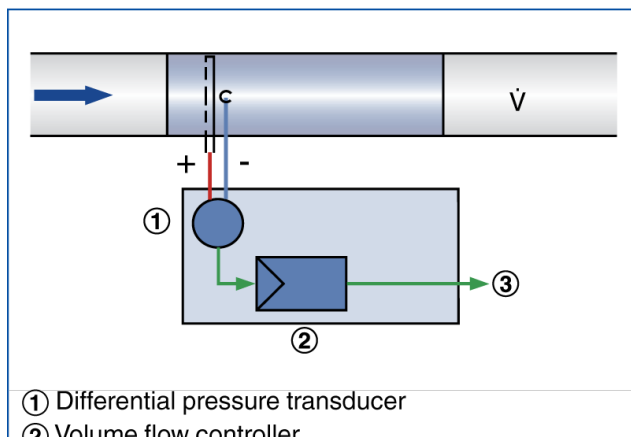 V̇
+ -
①
③
②
① Differential pressure transducer
② Volume flow controller